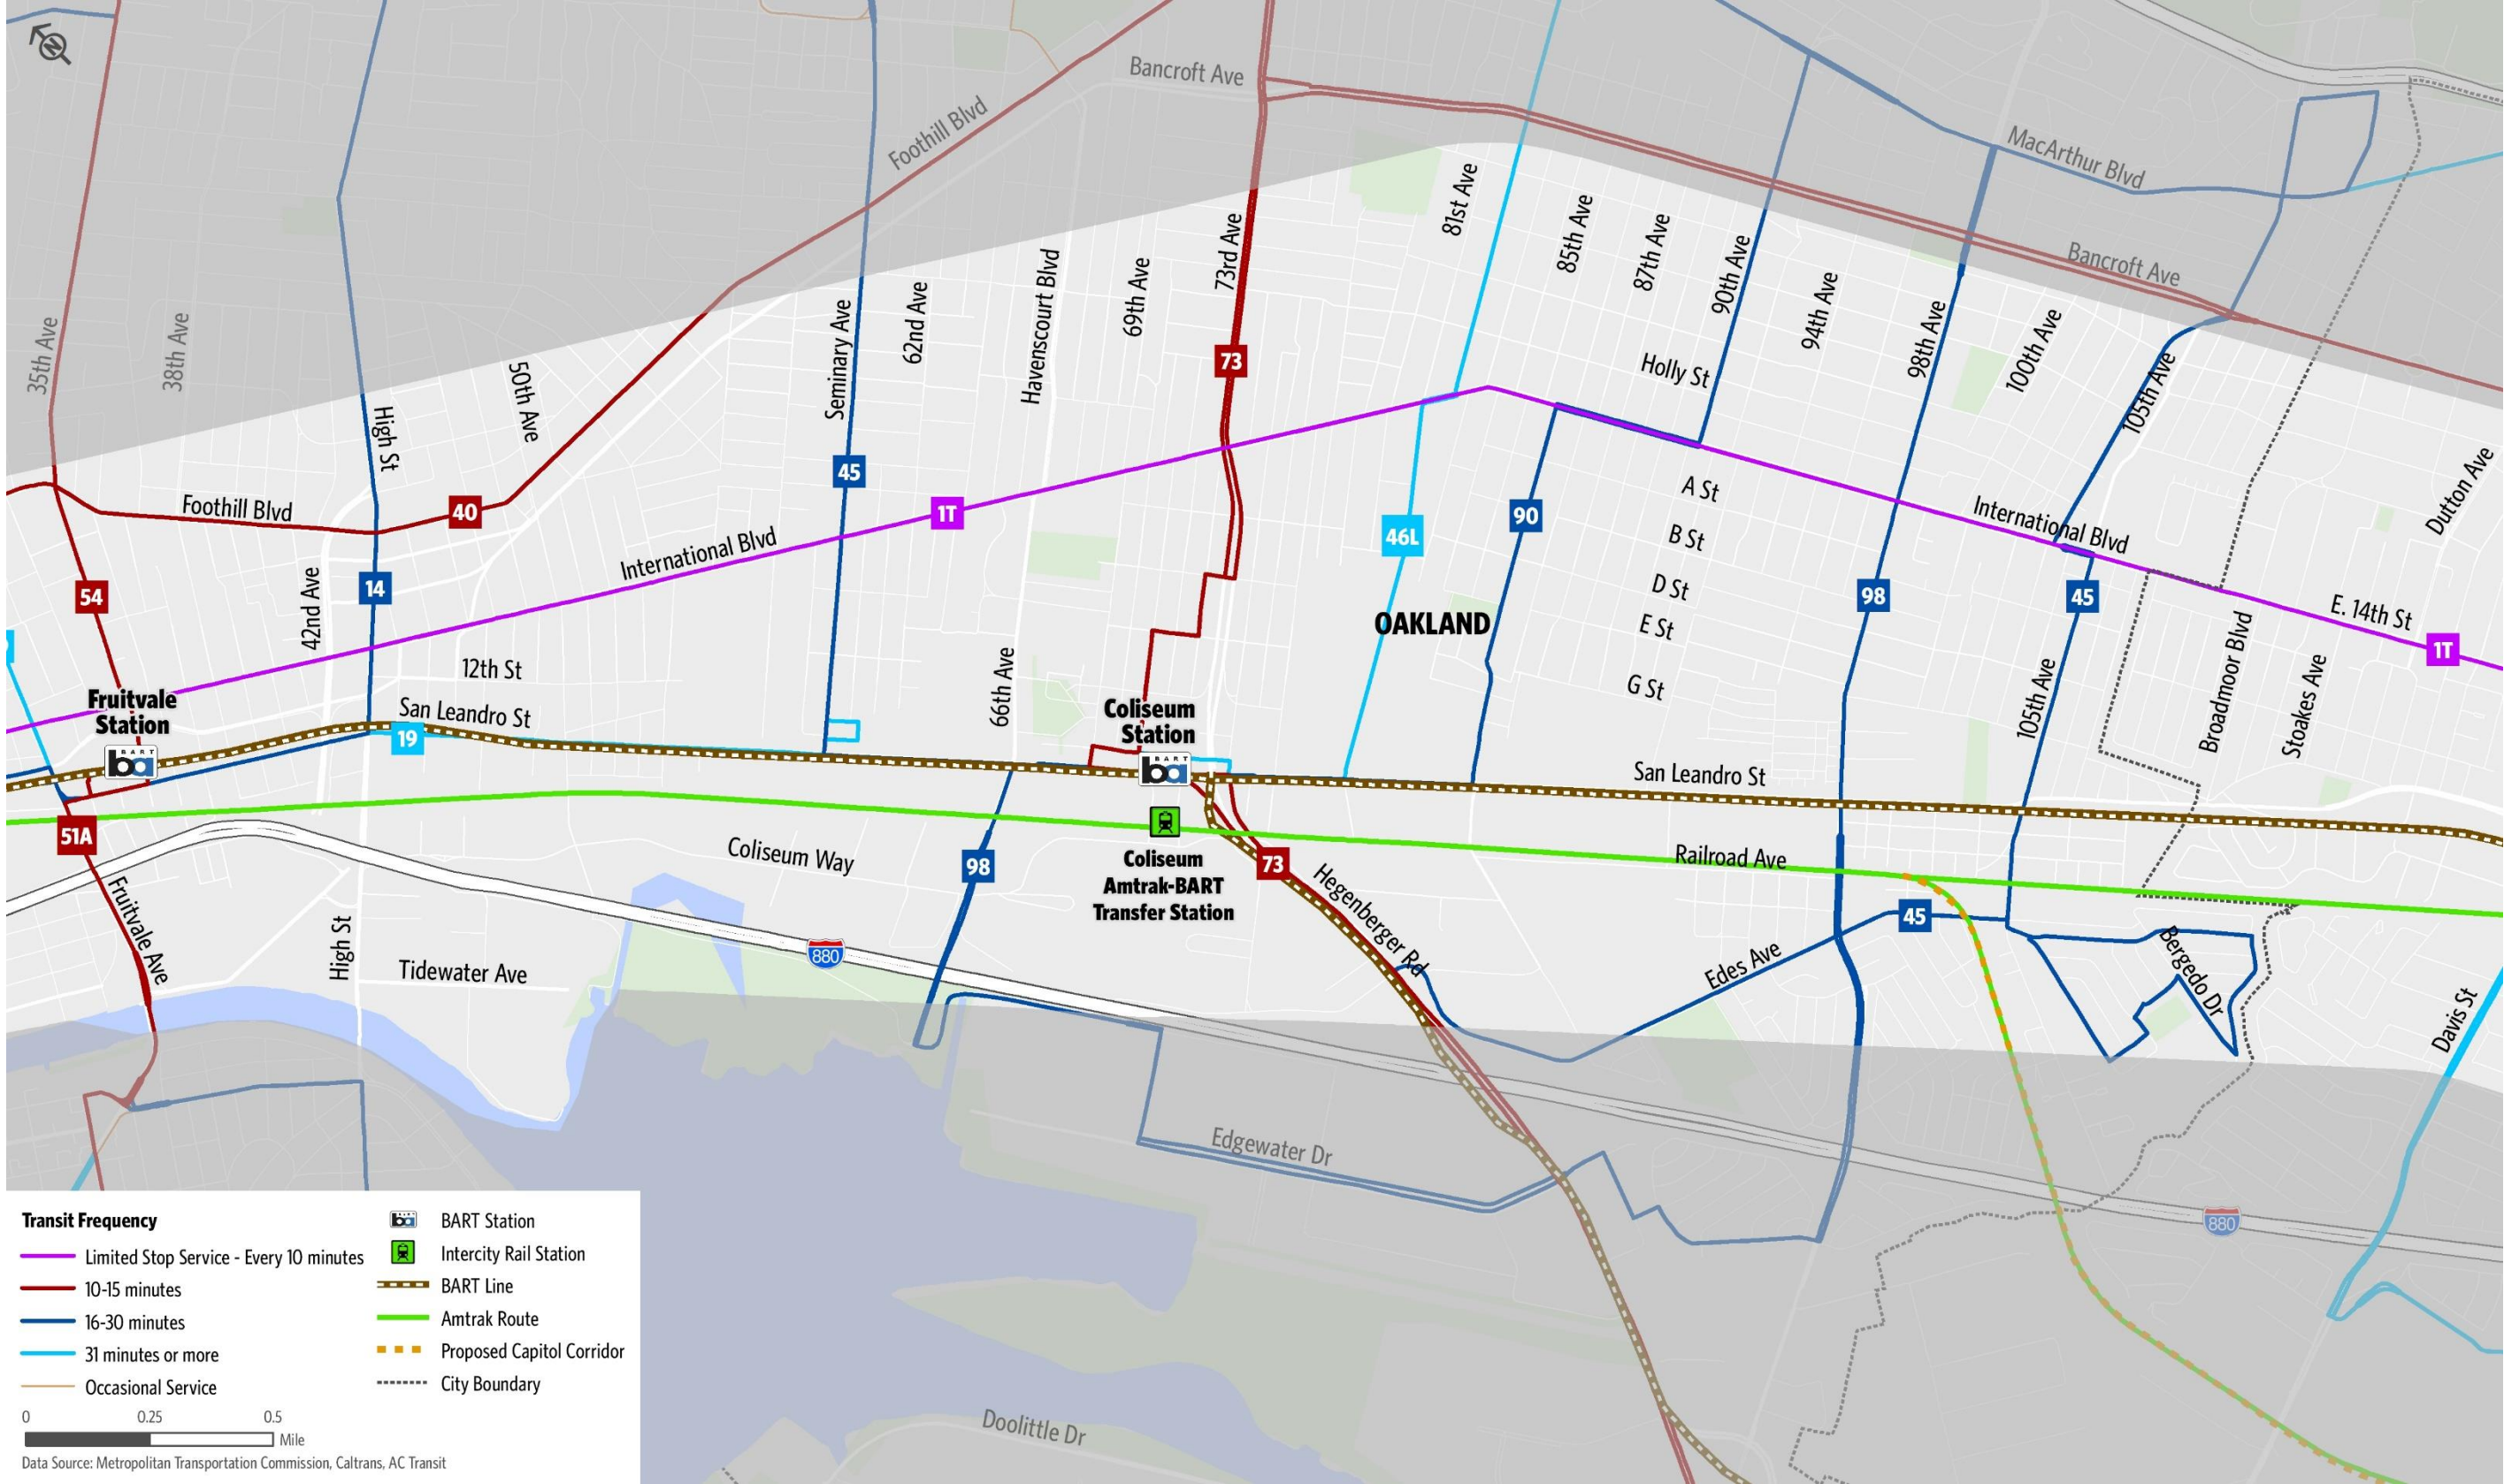 N
Bancroft Ave
Foothill Blvd
MacArthur Blvd
81st Ave
85th Ave
87th Ave
90th Ave
73rd Ave
Bancroft Ave
35th Ave
38th Ave
50th Ave
Seminary Ave
62nd Ave
Havenscourt Blvd
69th Ave
94th Ave
98th Ave
100th Ave
105th Ave
Holly St
73
High St
45
Dutton Ave
Foothill Blvd
40
1T
90
46L
A St
International Blvd
International Blvd
B St
42nd Ave
54
14
D St
98
45
E. 14th St
OAKLAND
E St
1T
12th St
66th Ave
G St
105th Ave
Broadmoor Blvd
Stoakes Ave
Fruitvale
Station
San Leandro St
19
Coliseum
Station
BART
ba
BART
ba
San Leandro St
51A
Coliseum Way
98
Coliseum
Amtrak-BART
Transfer Station
73
Hegenberger Rd
Railroad Ave
45
Fruitvale Ave
High St
Tidewater Ave
880
Edes Ave
Bergedo Dr
Davis St
Edgewater Dr
880
Doolittle Dr
Transit Frequency
Limited Stop Service - Every 10 minutes
10-15 minutes
16-30 minutes
31 minutes or more
Occasional Service
ba
BART Station
Intercity Rail Station
BART Line
Amtrak Route
Proposed Capitol Corridor
City Boundary
0 0.25 0.5
Mile
Data Source: Metropolitan Transportation Commission, Caltrans, AC Transit